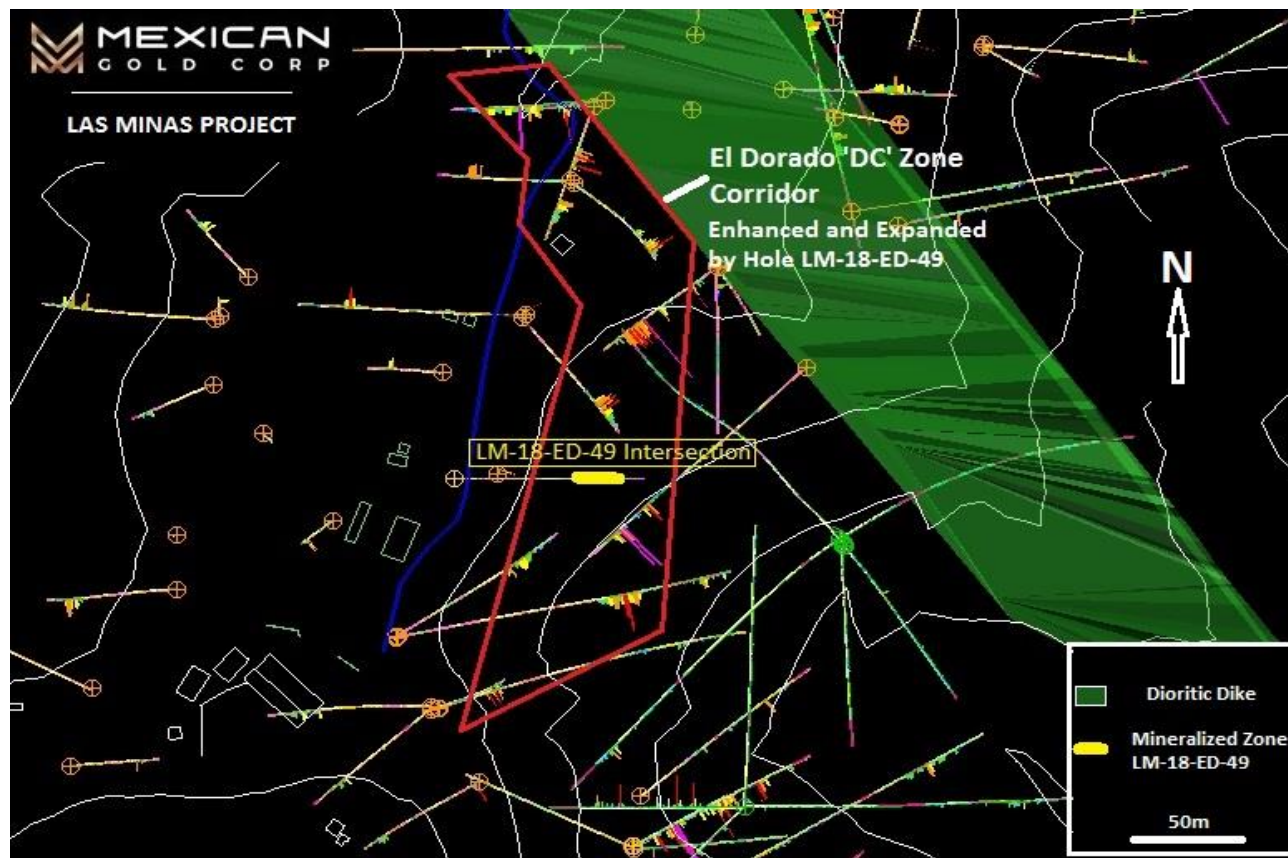 MEXICAN
GOLD CORP
LAS MINAS PROJECT
El Dorado 'DC' Zone
Corridor
Enhanced and Expanded
by Hole LM-18-ED-49
N
LM-18-ED-49 Intersection
Dioritic Dike
Mineralized Zone
LM-18-ED-49
50m